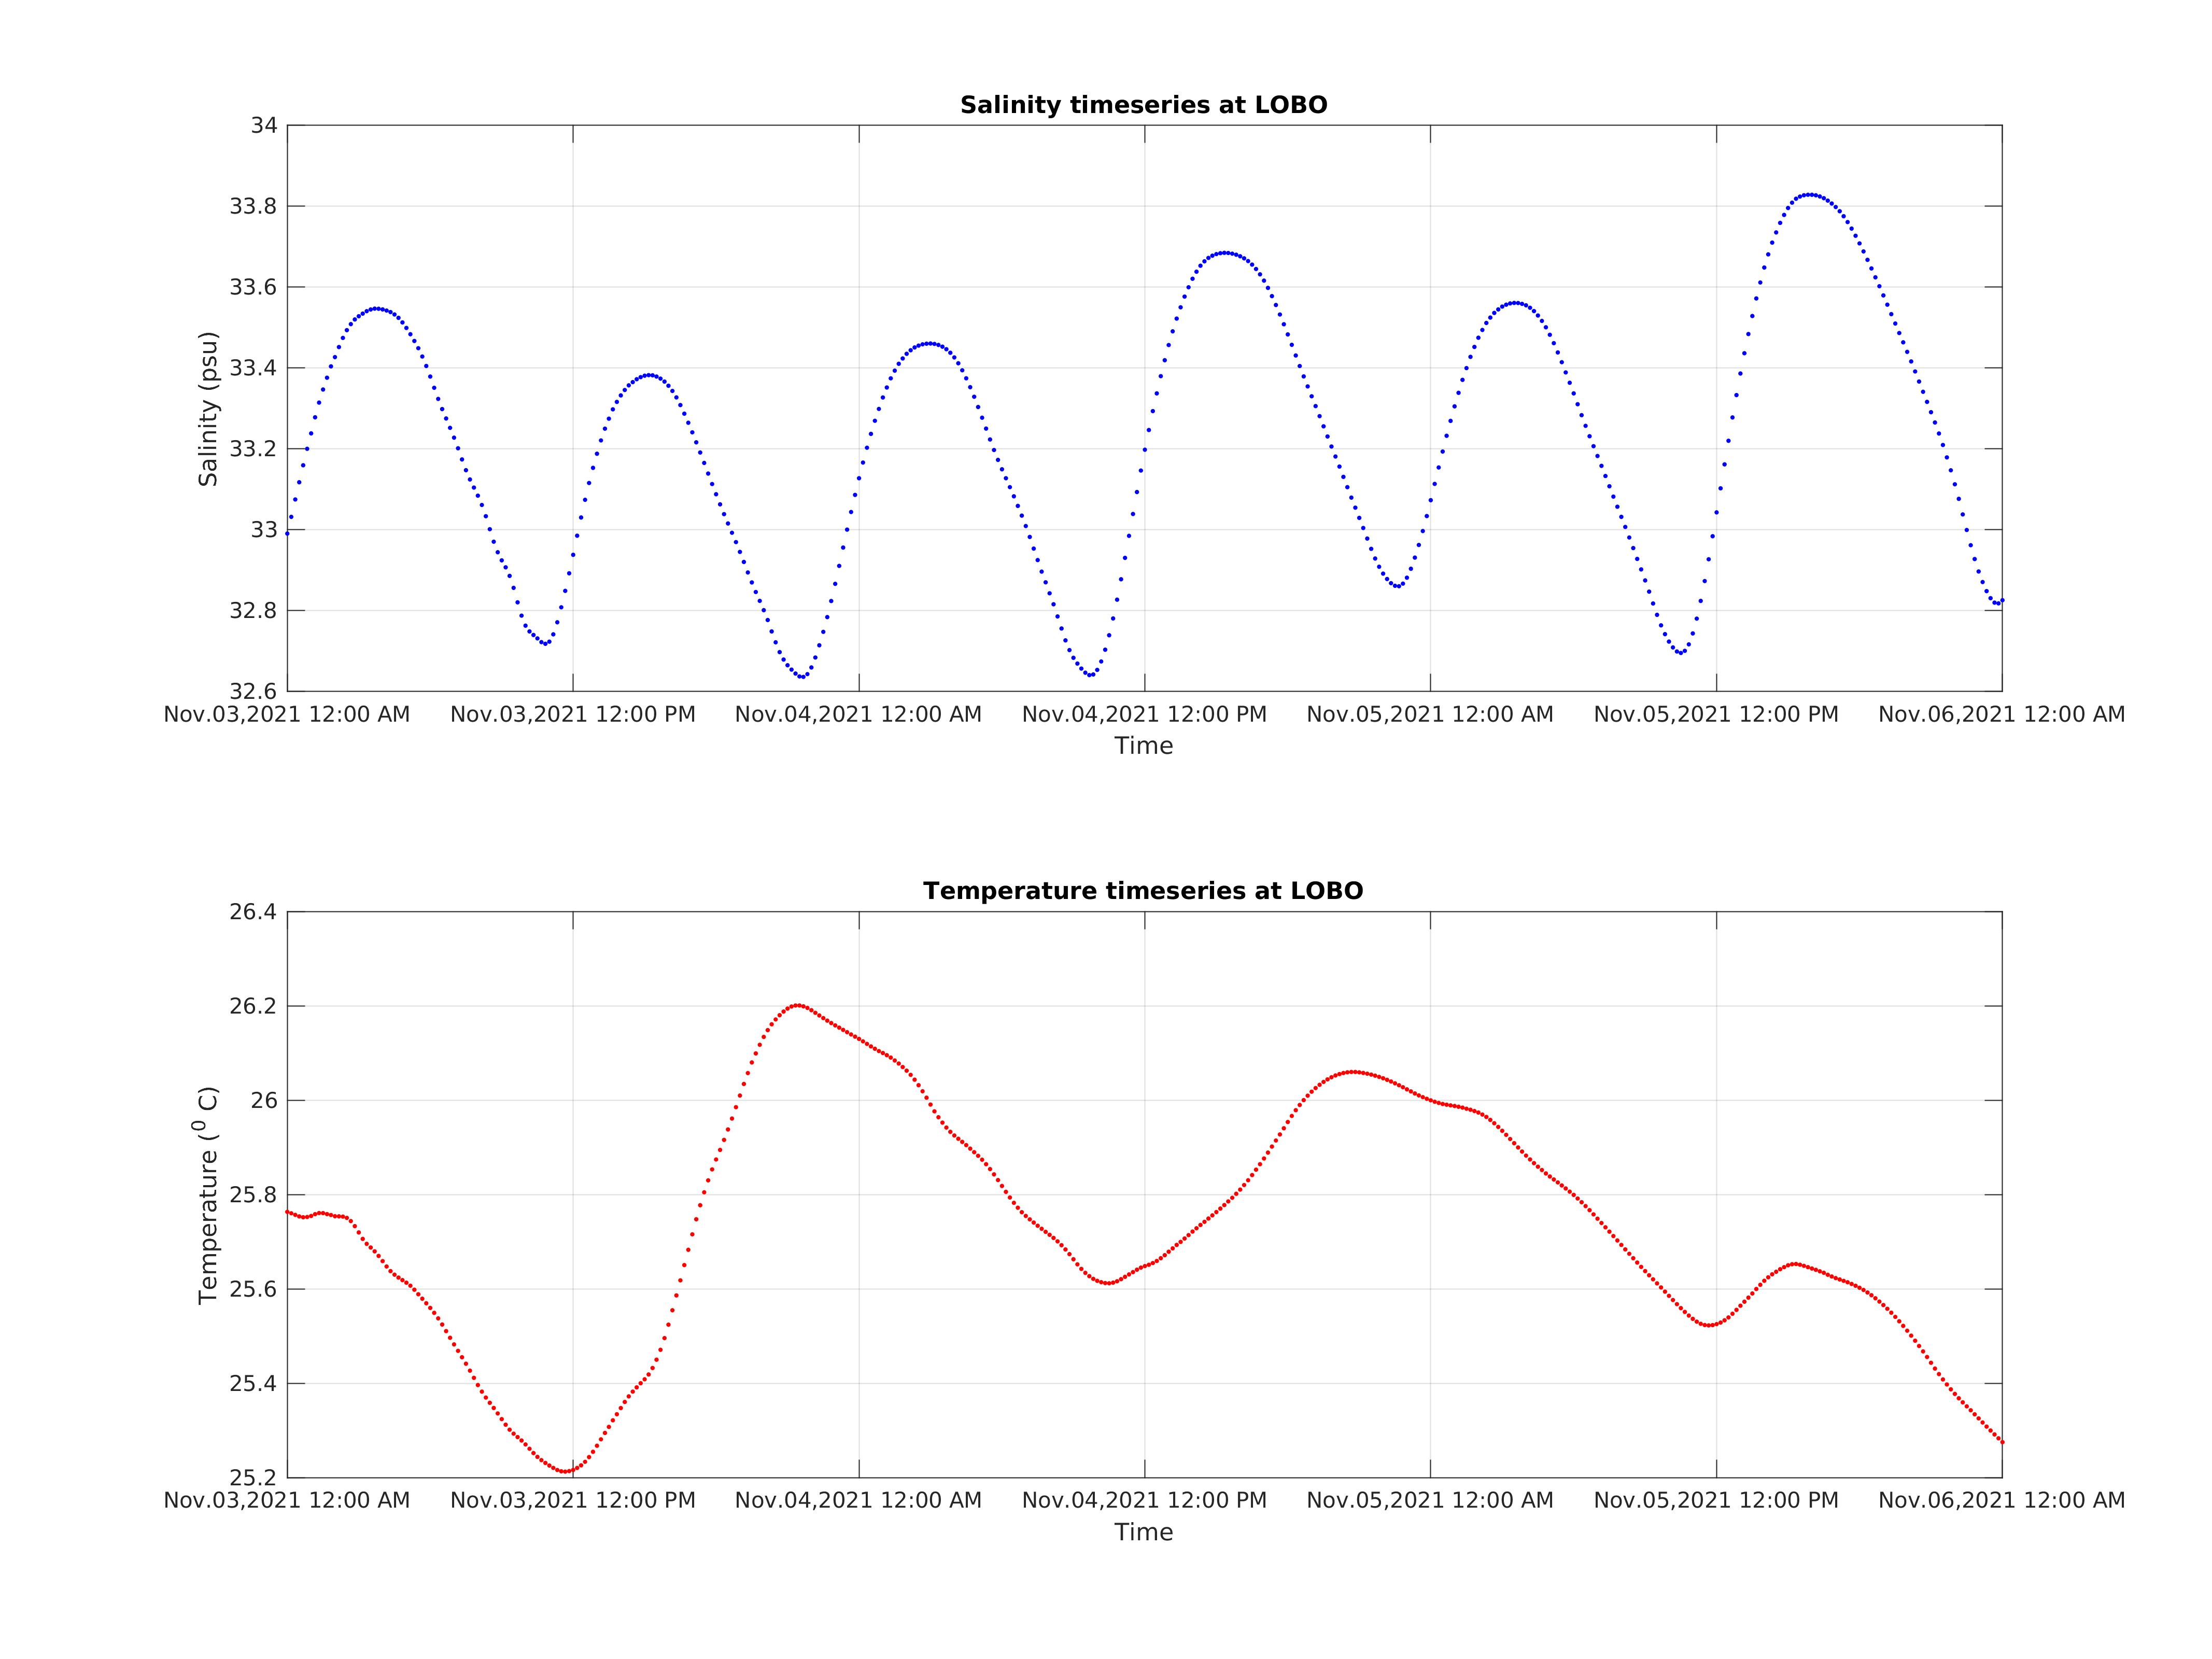 Salinity timeseries at LOBO
34
33.8
33.6
33.4
33.2
33
32.8
32.6
Salinity (psu)
Nov.03,2021 12:00 AM
Nov.03,2021 12:00 PM
Nov.04,2021 12:00 AM
Nov.04,2021 12:00 PM
Nov.05,2021 12:00 AM
Nov.05,2021 12:00 PM
Nov.06,2021 12:00 AM
Time
Temperature timeseries at LOBO
26.4
26.2
26
25.8
25.6
25.4
25.2
Temperature (⁰ C)
Nov.03,2021 12:00 AM
Nov.03,2021 12:00 PM
Nov.04,2021 12:00 AM
Nov.04,2021 12:00 PM
Nov.05,2021 12:00 AM
Nov.05,2021 12:00 PM
Nov.06,2021 12:00 AM
Time